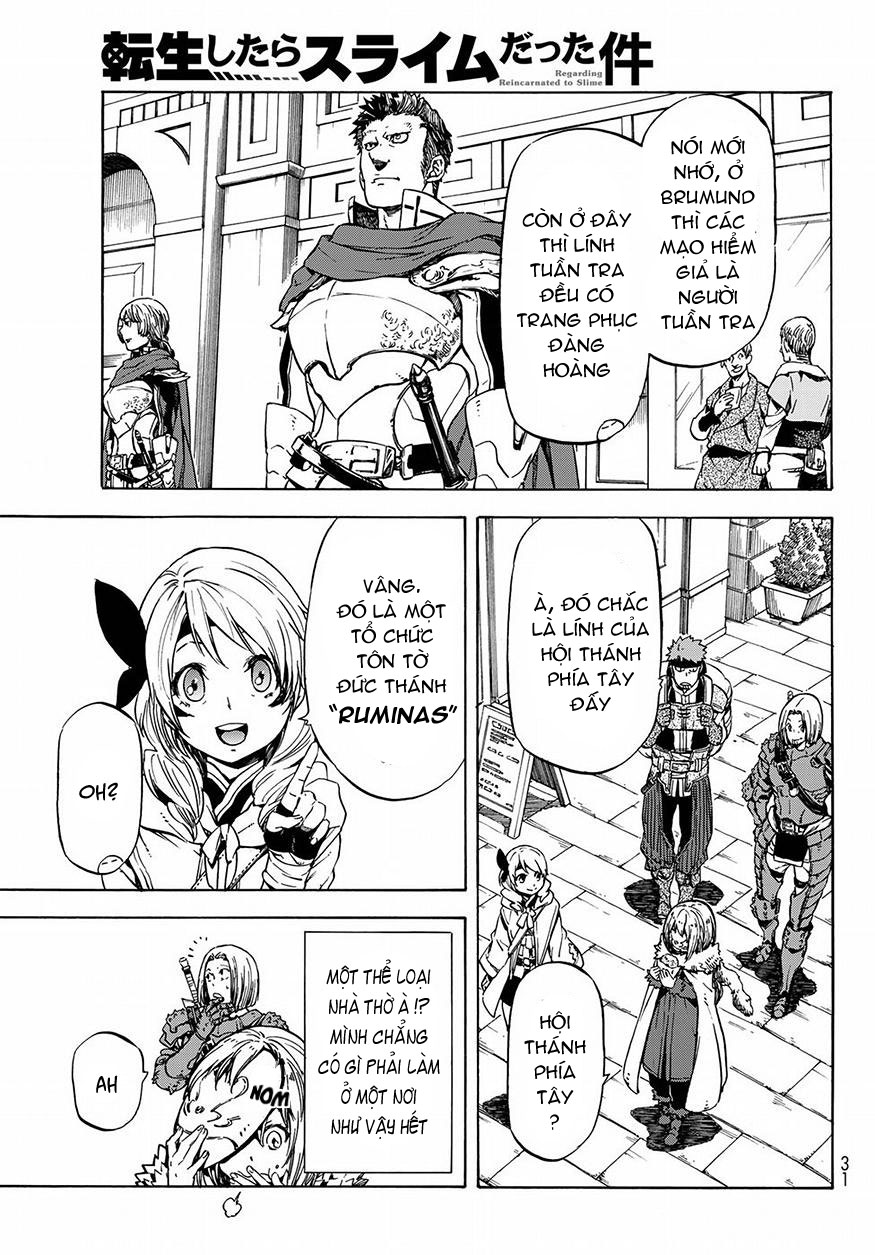 転生したらスライムだった件
Regarding
Reincarnated to Slime
NÓI MỚI
NHỚ, Ở
BRUMUND
THÌ CÁC
MẠO HIỂM
GIẢ LÀ
NGƯỜI
TUẦN TRA
CÒN Ở ĐÂY
THÌ LÍNH
TUẦN TRA
ĐỀU CÓ
TRANG PHỤC
ĐÀNG
HOÀNG
À, ĐÓ CHẮC
LÀ LÍNH CỦA
HỘI THÁNH
PHÍA TÂY
ĐẤY
HỘI
THÁNH
PHÍA
TÂY
?
VÂNG.
ĐÓ LÀ MỘT
TỔ CHỨC
TÔN TỜ
ĐỨC THÁNH
“RUMINAS”
OH?
MỘT THỂ LOẠI
NHÀ THỜ À !?
MÌNH CHẲNG
CÓ GÌ PHẢI LÀM
Ở MỘT NƠI
NHƯ VẬY HẾT
NOM
AH
31